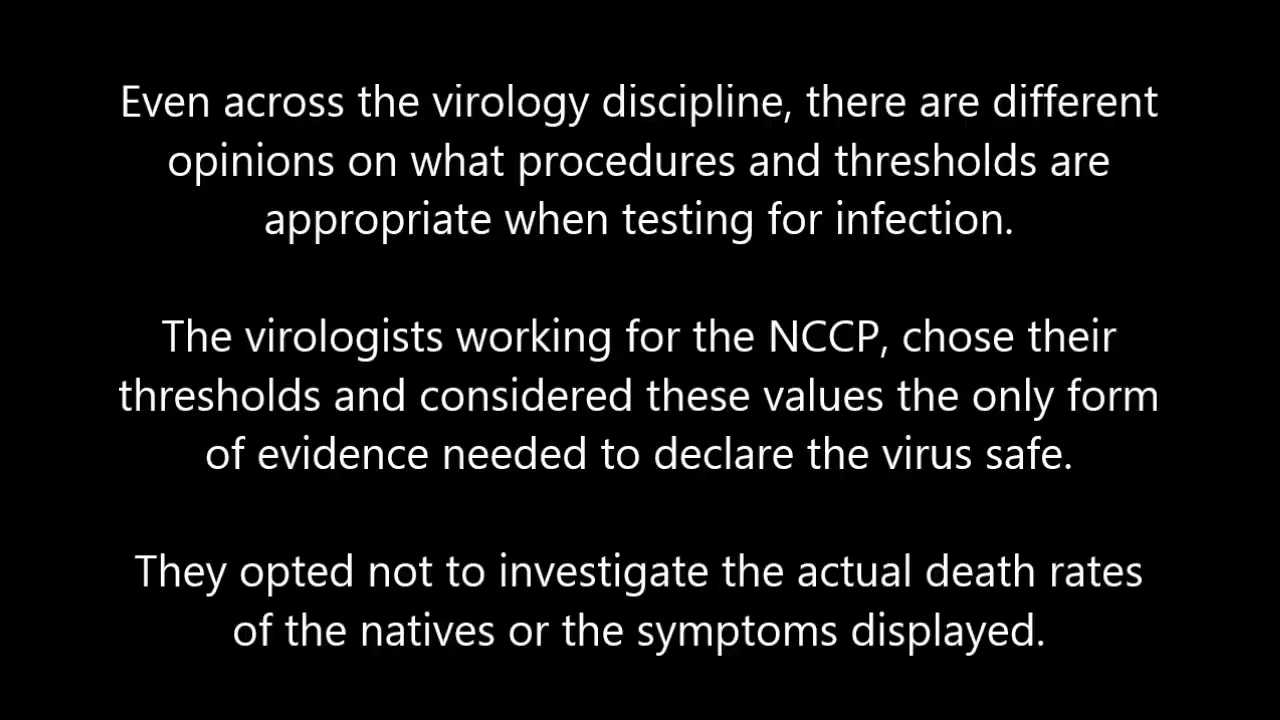 Even across the virology discipline, there are different
opinions on what procedures and thresholds are
appropriate when testing for infection.
The virologists working for the NCCP, chose their
thresholds and considered these values the only form
of evidence needed to declare the virus safe.
They opted not to investigate the actual death rates
of the natives or the symptoms displayed.